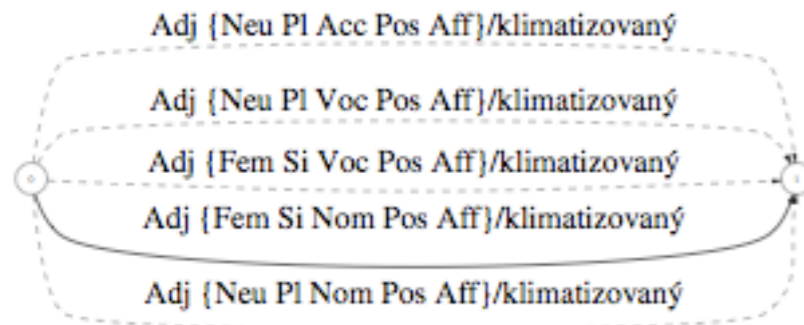 Adj {Neu Pl Acc Pos Aff}/klimatizovaný
Adj {Neu Pl Voc Pos Aff}/klimatizovaný
Adj {Fem Si Voc Pos Aff}/klimatizovaný
Adj {Fem Si Nom Pos Aff}/klimatizovaný
Adj {Neu Pl Nom Pos Aff}/klimatizovaný